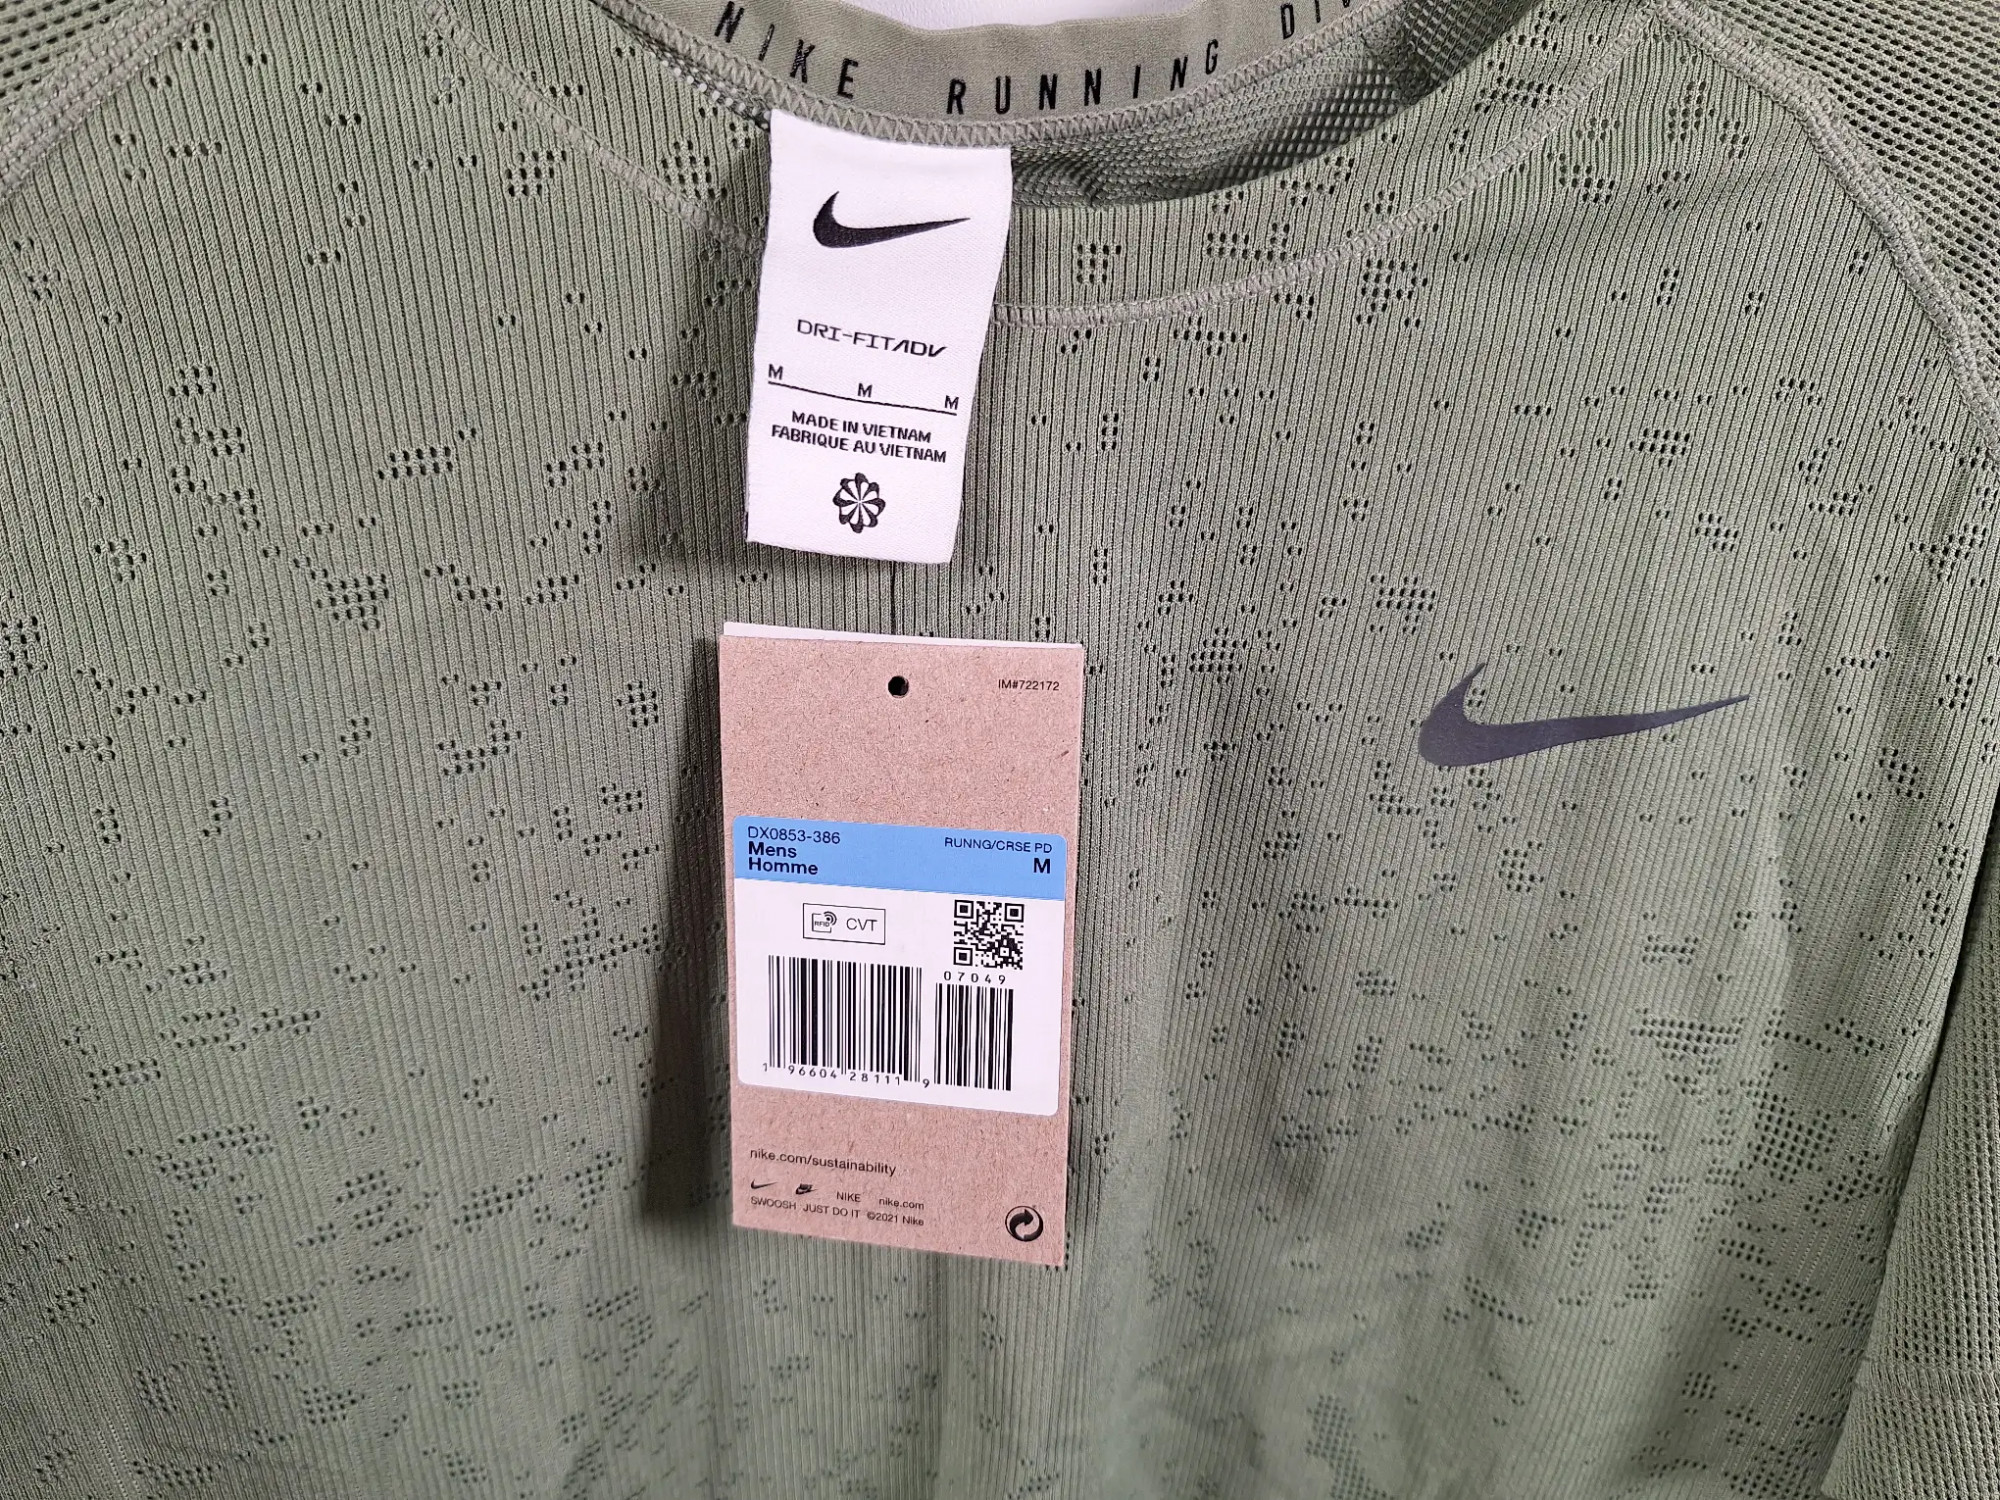 NIKE RUNNING
DRI-FIT ADV
M M M
MADE IN VIETNAM
FABRIQUE AU VIETNAM
IM#722172
DX0853-386 RUNNG/CRSE PD
Mens M
Homme
RFID CVT
07049
1 96604 28111 9
nike.com/sustainability
NIKE nike.com
SWOOSH JUST DO IT ©2021 Nike